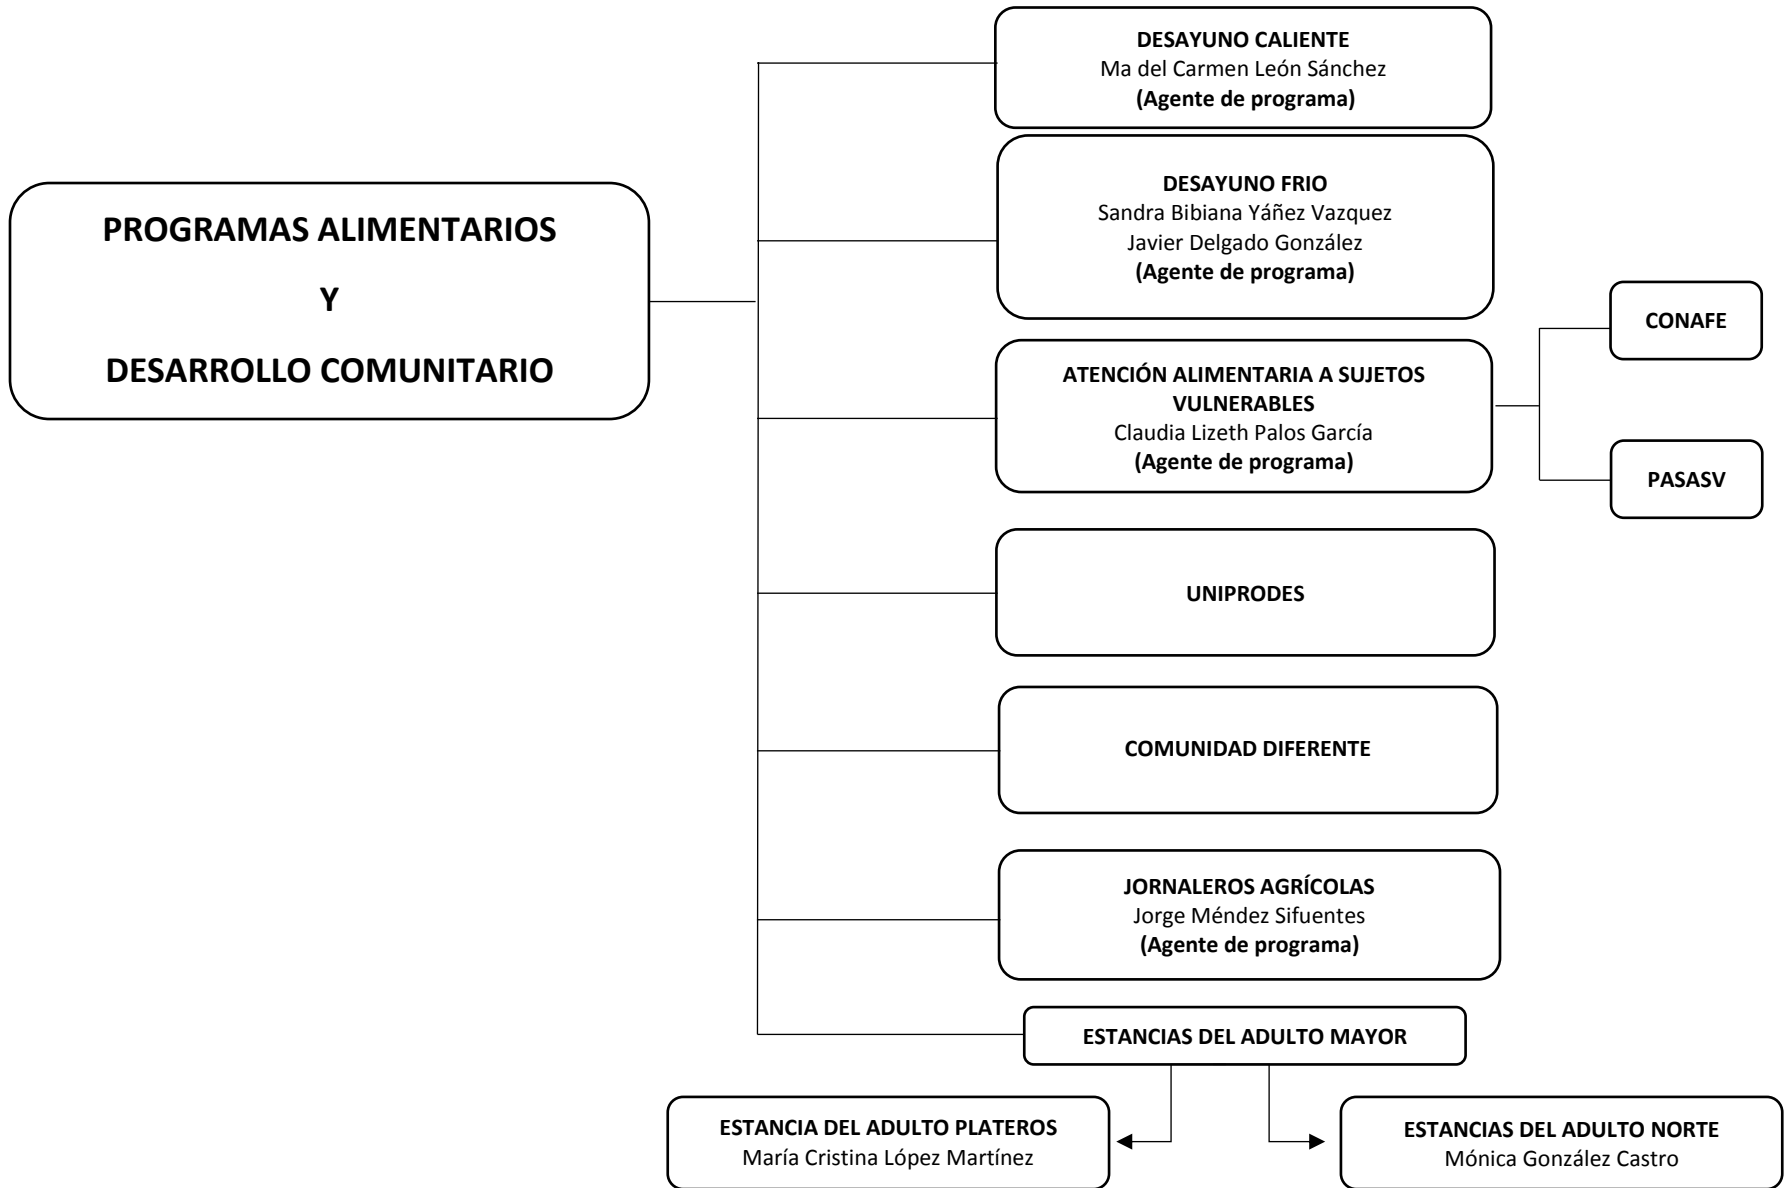 PROGRAMAS ALIMENTARIOS
Y
DESARROLLO COMUNITARIO
DESAYUNO CALIENTE
Ma del Carmen León Sánchez
(Agente de programa)
DESAYUNO FRIO
Sandra Bibiana Yáñez Vazquez
Javier Delgado González
(Agente de programa)
ATENCIÓN ALIMENTARIA A SUJETOS
VULNERABLES
Claudia Lizeth Palos García
(Agente de programa)
CONAFE
PASASV
UNIPRODES
COMUNIDAD DIFERENTE
JORNALEROS AGRÍCOLAS
Jorge Méndez Sifuentes
(Agente de programa)
ESTANCIAS DEL ADULTO MAYOR
ESTANCIA DEL ADULTO PLATEROS
María Cristina López Martínez
ESTANCIAS DEL ADULTO NORTE
Mónica González Castro